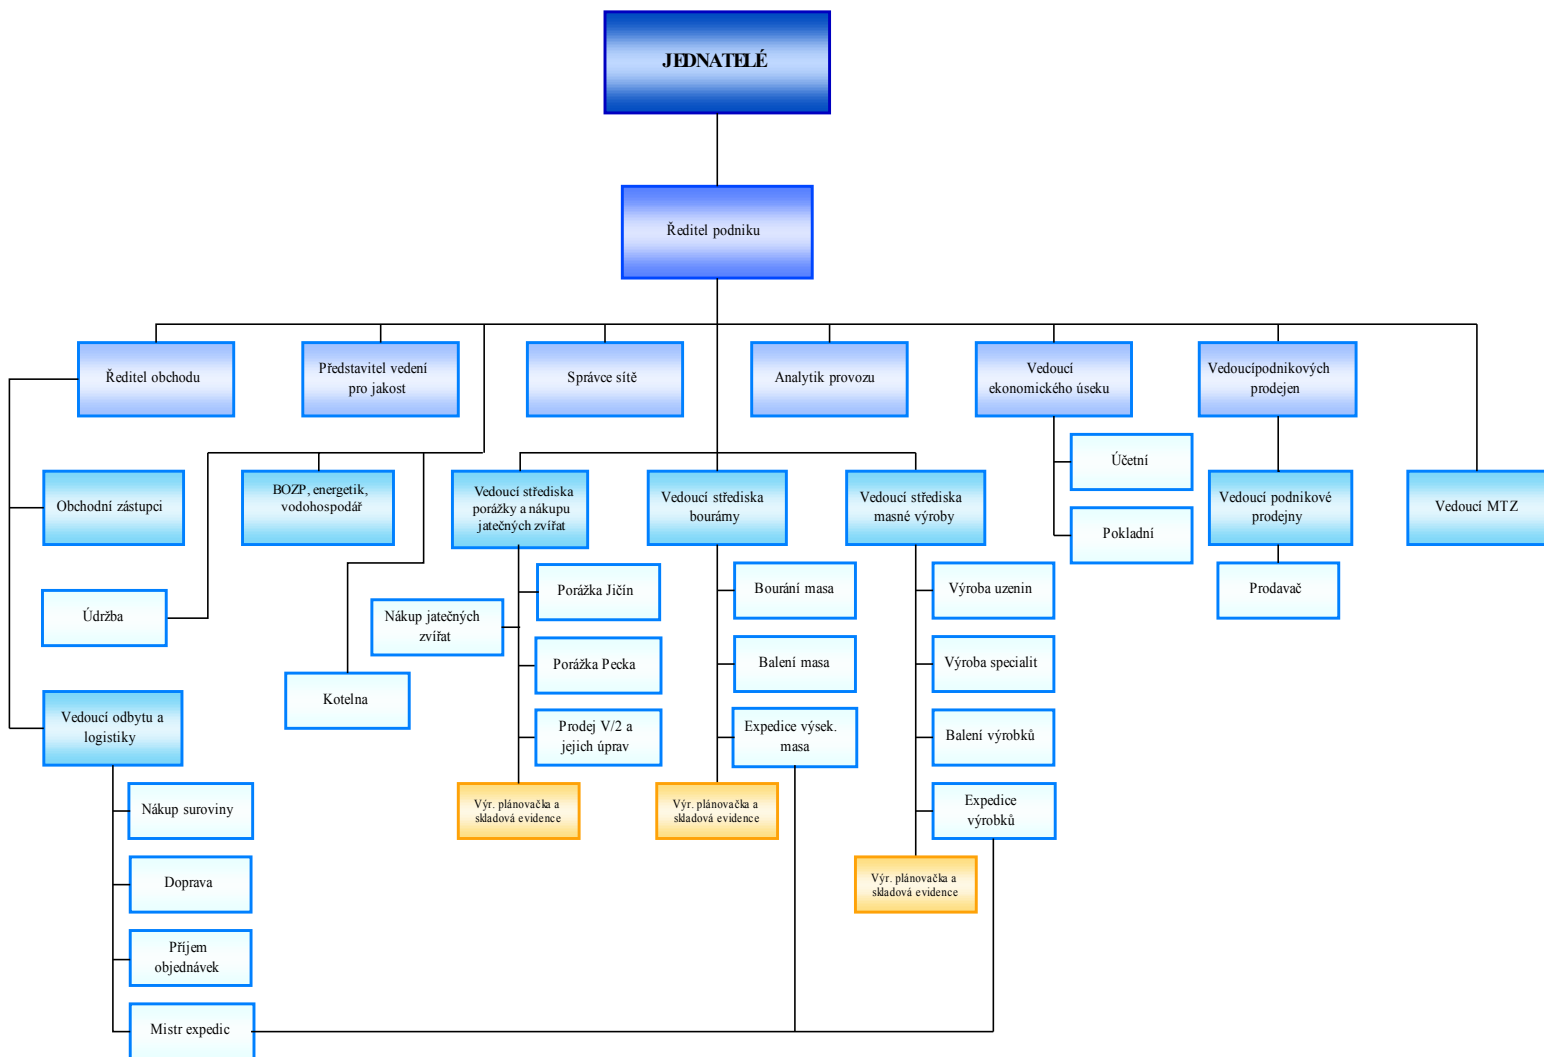 JEDNATELÉ
Ředitel podniku
Ředitel obchodu
Představitel vedení
pro jakost
Správce sítě
Analytik provozu
Vedoucí
ekonomického úseku
Vedoucípodnikových
prodejen
Účetní
Pokladní
Obchodní zástupci
BOZP, energetik,
vodohospodář
Vedoucí střediska
porážky a nákupu
jatečných zvířat
Vedoucí střediska
bourárny
Vedoucí střediska
masné výroby
Vedoucí podnikové
prodejny
Vedoucí MTZ
Údržba
Nákup jatečných
zvířat
Porážka Jičín
Bourání masa
Výroba uzenin
Prodavač
Kotelna
Porážka Pecka
Balení masa
Výroba specialit
Vedoucí odbytu a
logistiky
Prodej V/2 a
jejich úprav
Expedice výsek.
masa
Balení výrobků
Nákup suroviny
Výr. plánovačka a
skladová evidence
Výr. plánovačka a
skladová evidence
Expedice
výrobků
Doprava
Výr. plánovačka a
skladová evidence
Příjem
objednávek
Mistr expedic